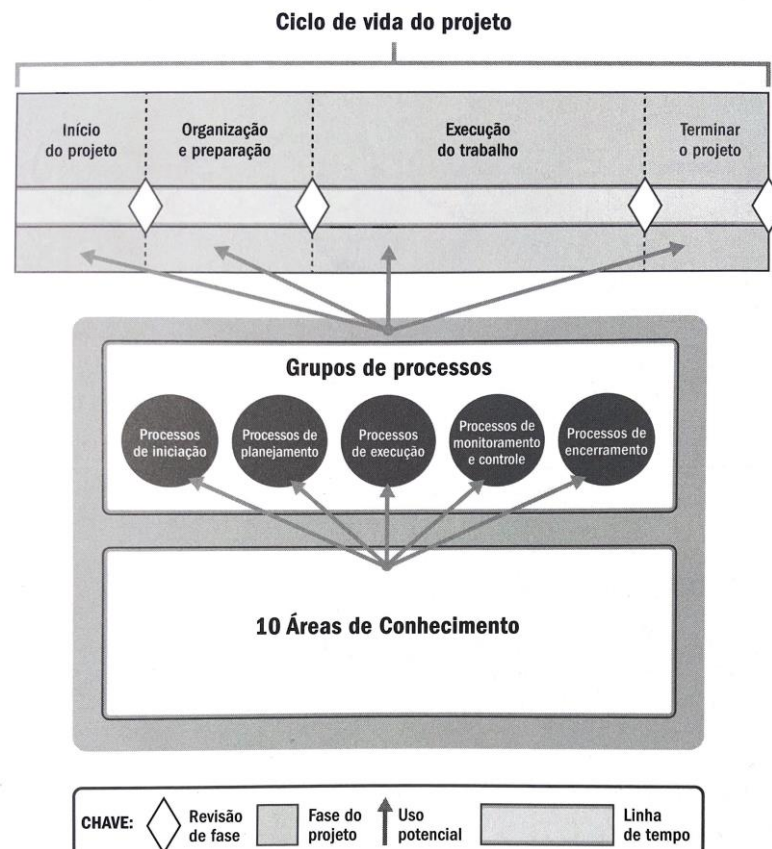 Ciclo de vida do projeto
Início
do projeto
Organização
e preparação
Execução
do trabalho
Terminar
o projeto
Grupos de processos
Processos
de iniciação
Processos de
planejamento
Processos
de execução
Processos de
monitoramento
e controle
Processos de
encerramento
10 Áreas de Conhecimento
CHAVE:
Revisão
de fase
Fase do
projeto
Uso
potencial
Linha
de tempo